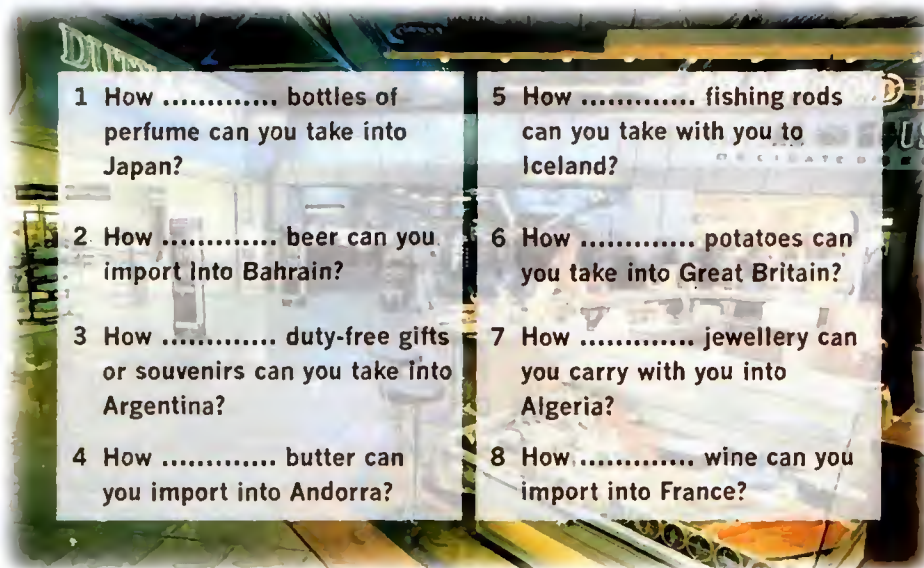 DUTY
1 How ............. bottles of
perfume can you take into
Japan?
2 How ............. beer can you
import into Bahrain?
3 How ............. duty-free gifts
or souvenirs can you take into
Argentina?
4 How ............. butter can
you import into Andorra?
5 How ............. fishing rods
can you take with you to
Iceland?
6 How ............. potatoes can
you take into Great Britain?
7 How ............. jewellery can
you carry with you into
Algeria?
8 How ............. wine can you
import into France?